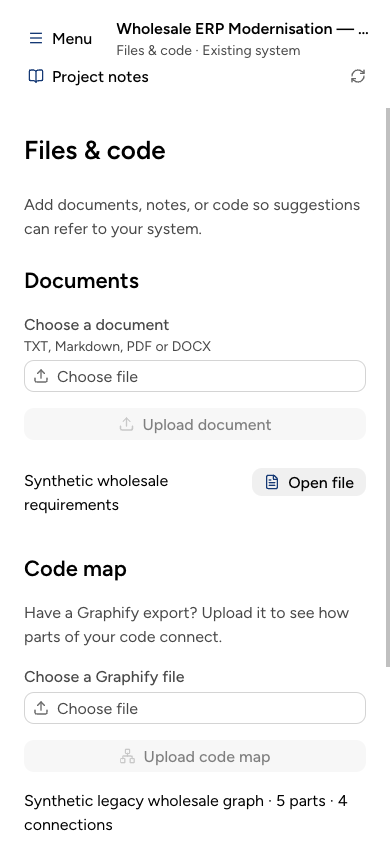 Menu
Wholesale ERP Modernisation — ...
Files & code · Existing system
Project notes
Files & code
Add documents, notes, or code so suggestions
can refer to your system.
Documents
Choose a document
TXT, Markdown, PDF or DOCX
Choose file
Upload document
Synthetic wholesale
requirements
Open file
Code map
Have a Graphify export? Upload it to see how
parts of your code connect.
Choose a Graphify file
Choose file
Upload code map
Synthetic legacy wholesale graph · 5 parts · 4
connections